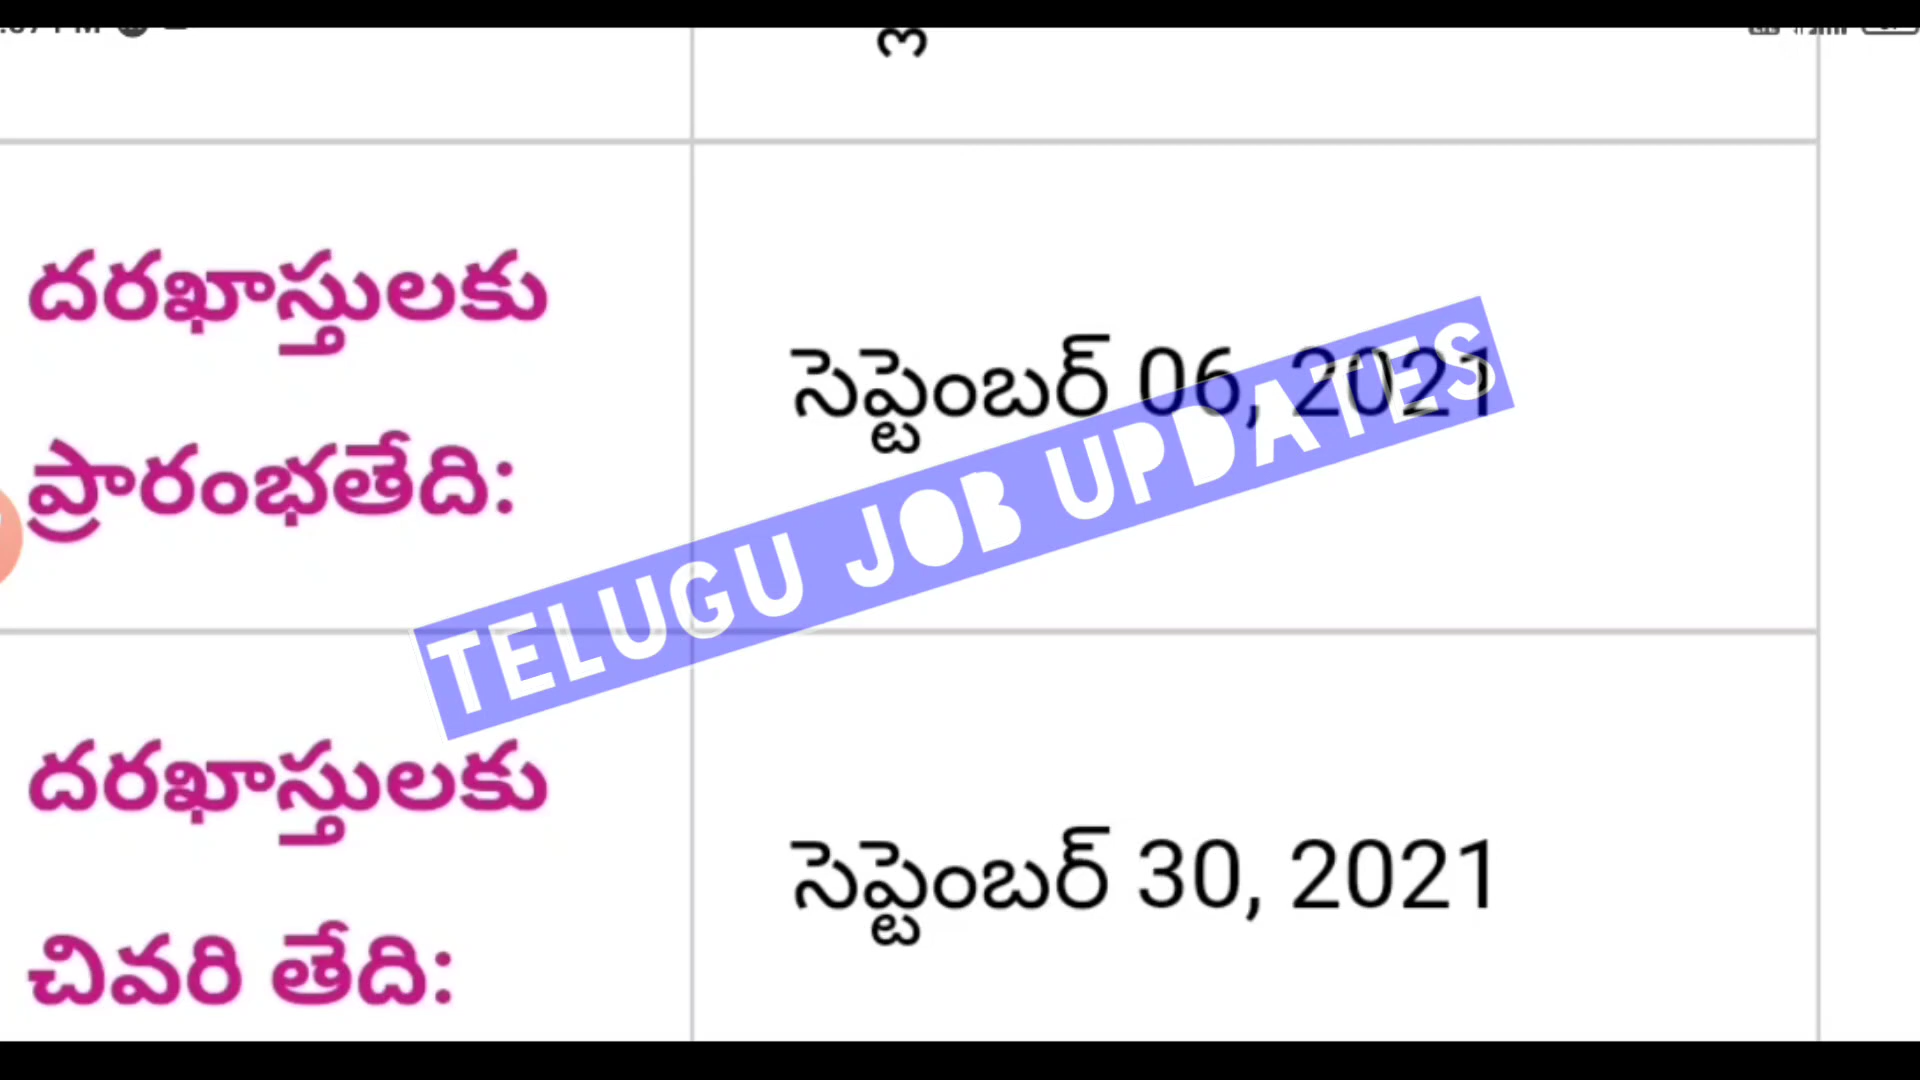 దరఖాస్తులకు
ప్రారంభతేది:
సెప్టెంబర్ 06, 2021
TELUGU JOB UPDATES
దరఖాస్తులకు
చివరి తేది:
సెప్టెంబర్ 30, 2021